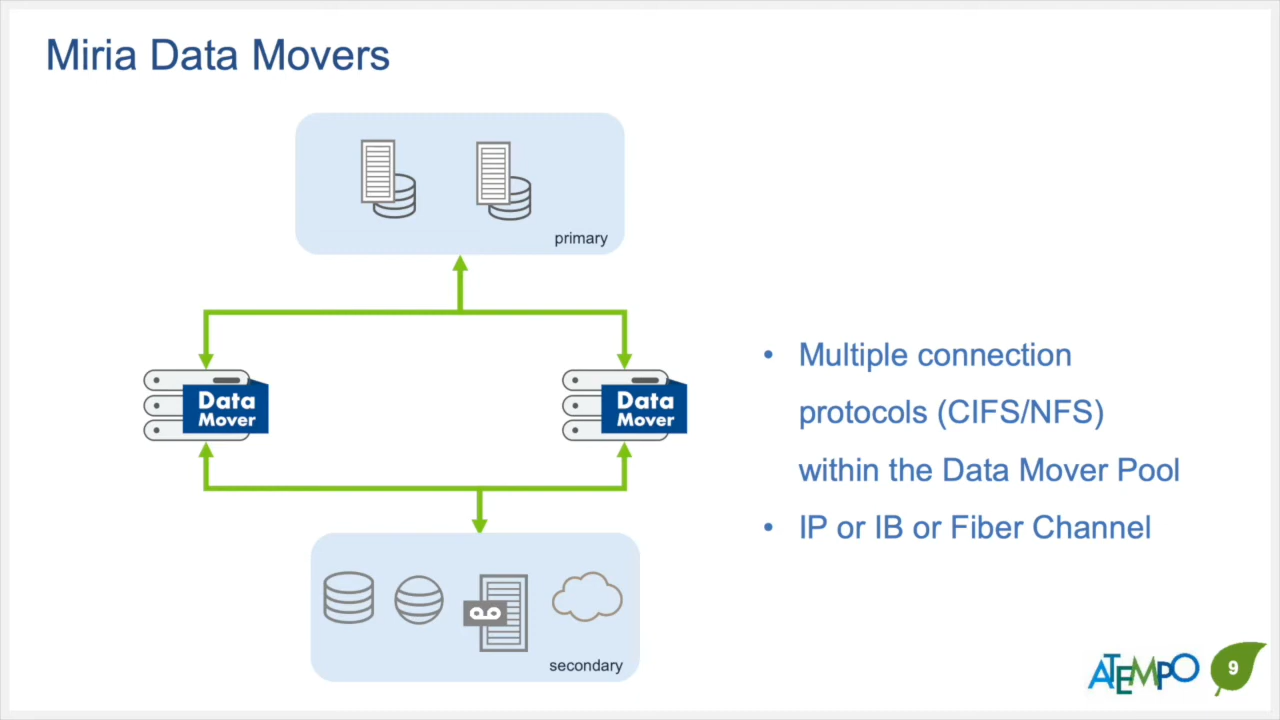 Miria Data Movers
primary
Data
Mover
Data
Mover
• Multiple connection
protocols (CIFS/NFS)
within the Data Mover Pool
• IP or IB or Fiber Channel
secondary
ATEMPO
9